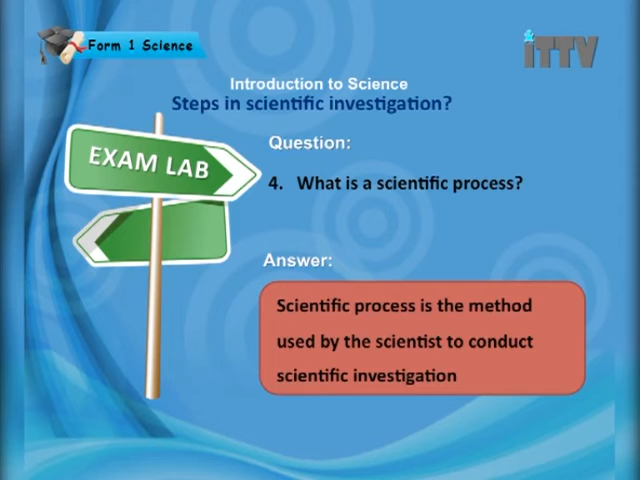 Form 1 Science
iTTV
Introduction to Science
Steps in scientific investigation?
EXAM LAB
Question:
4. What is a scientific process?
Answer:
Scientific process is the method
used by the scientist to conduct
scientific investigation